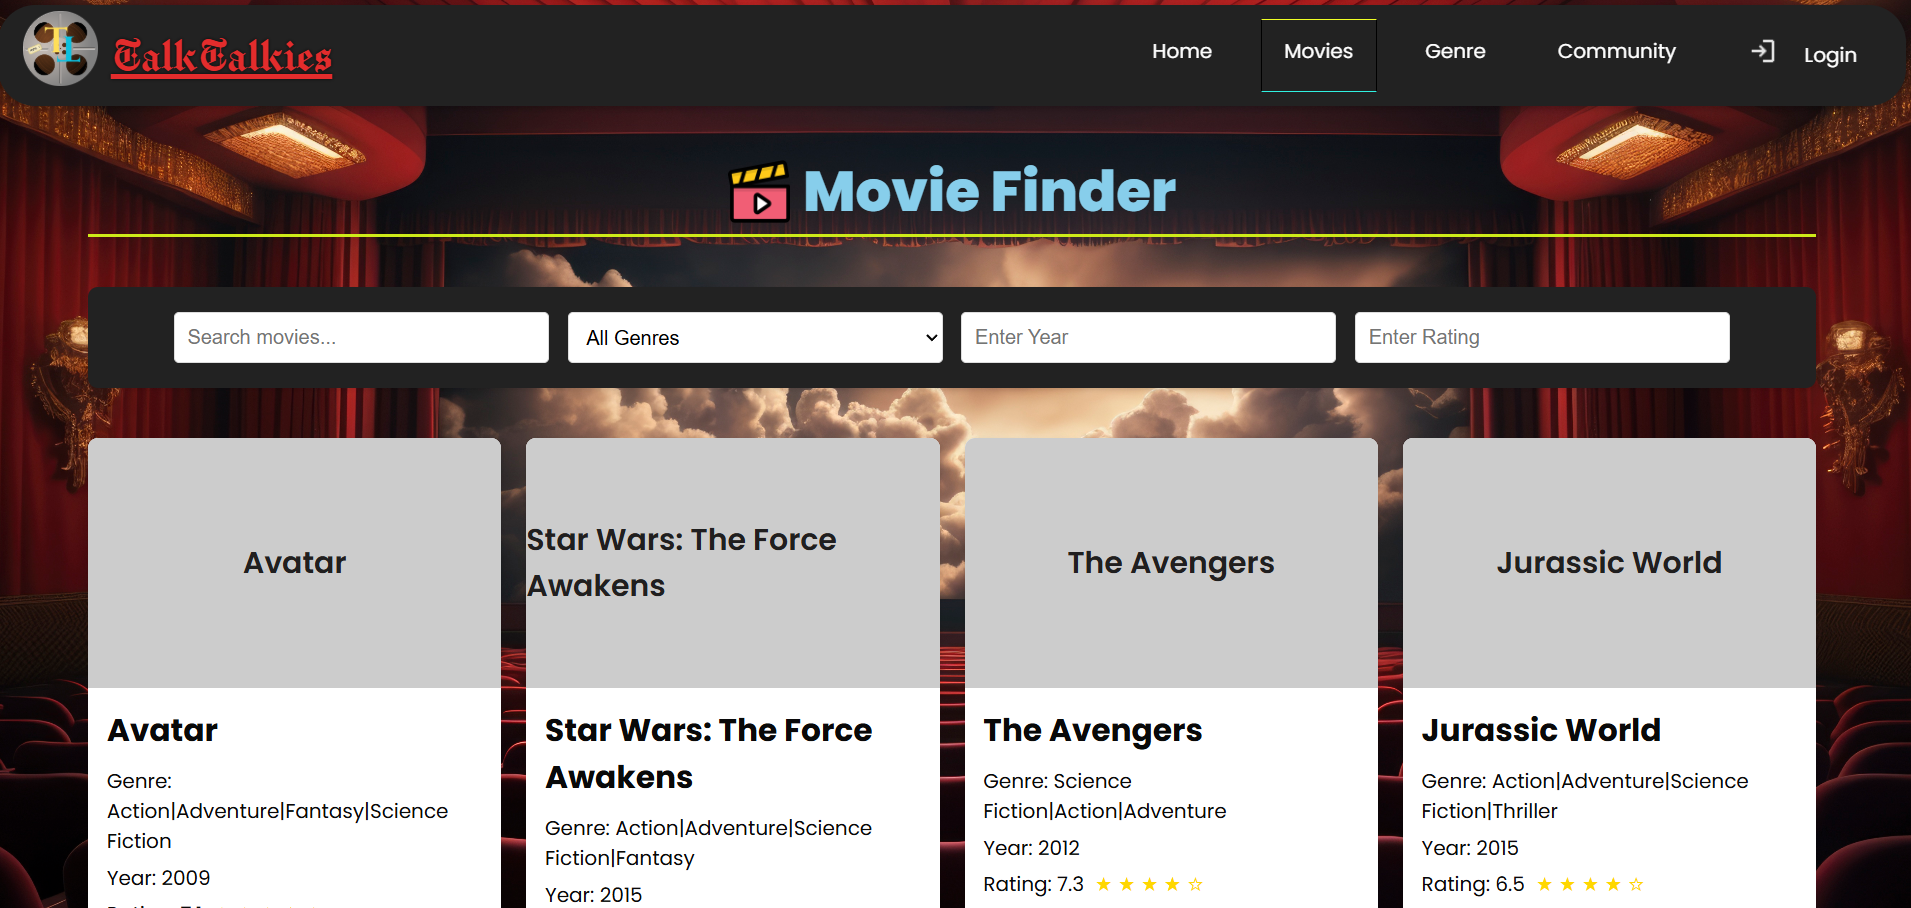 TalkTalkies
Home
Movies
Genre
Community
Login
Movie Finder
Search movies...
All Genres
Enter Year
Enter Rating
Avatar
Star Wars: The Force
Awakens
The Avengers
Jurassic World
Avatar
Genre:
Action|Adventure|Fantasy|Science
Fiction
Year: 2009
Star Wars: The Force
Awakens
Genre: Action|Adventure|Science
Fiction|Fantasy
Year: 2015
The Avengers
Genre: Science
Fiction|Action|Adventure
Year: 2012
Rating: 7.3 ★ ★ ★ ★ ☆
Jurassic World
Genre: Action|Adventure|Science
Fiction|Thriller
Year: 2015
Rating: 6.5 ★ ★ ★ ★ ☆